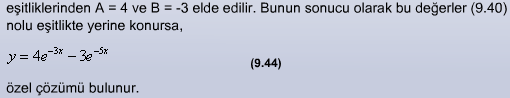 eşitliklerinden A = 4 ve B = -3 elde edilir. Bunun sonucu olarak bu değerler (9.40)
nolu eşitlikte yerine konursa,
y = 4e⁻³ˣ − 3e⁻⁵ˣ (9.44)
özel çözümü bulunur.